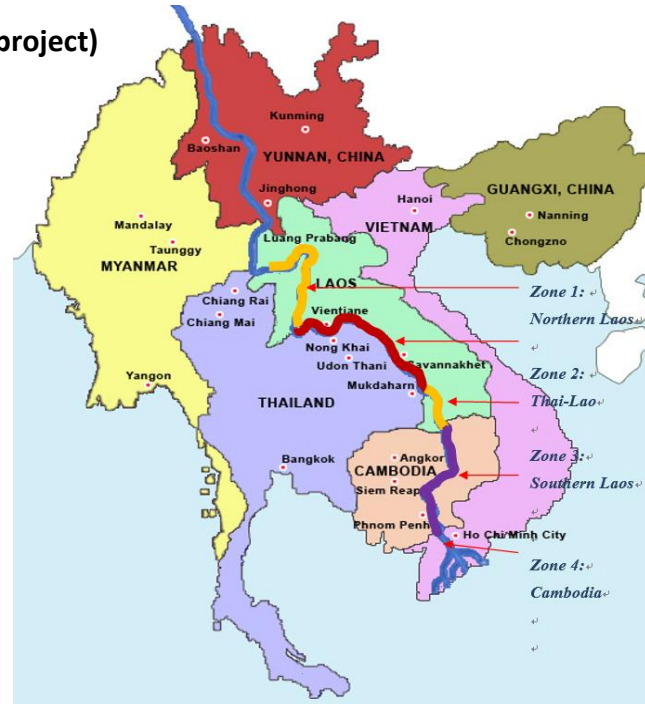 project)
Kunming
Baoshan
YUNNAN, CHINA
GUANGXI, CHINA
Jinghong
Hanoi
Nanning
VIETNAM
Chongzno
Mandalay
Luang Prabang
Taunggy
MYANMAR
LAOS
Zone 1:
Chiang Rai
Vientiane
Northern Laos
Chiang Mai
Nong Khai
Udon Thani
Savannakhet
Zone 2:
Yangon
Mukdaharn
Thai-Lao
THAILAND
Zone 3:
Angkor
Bangkok
CAMBODIA
Southern Laos
Siem Reap
Phnom Penh
Ho Chi Minh City
Zone 4:
Cambodia